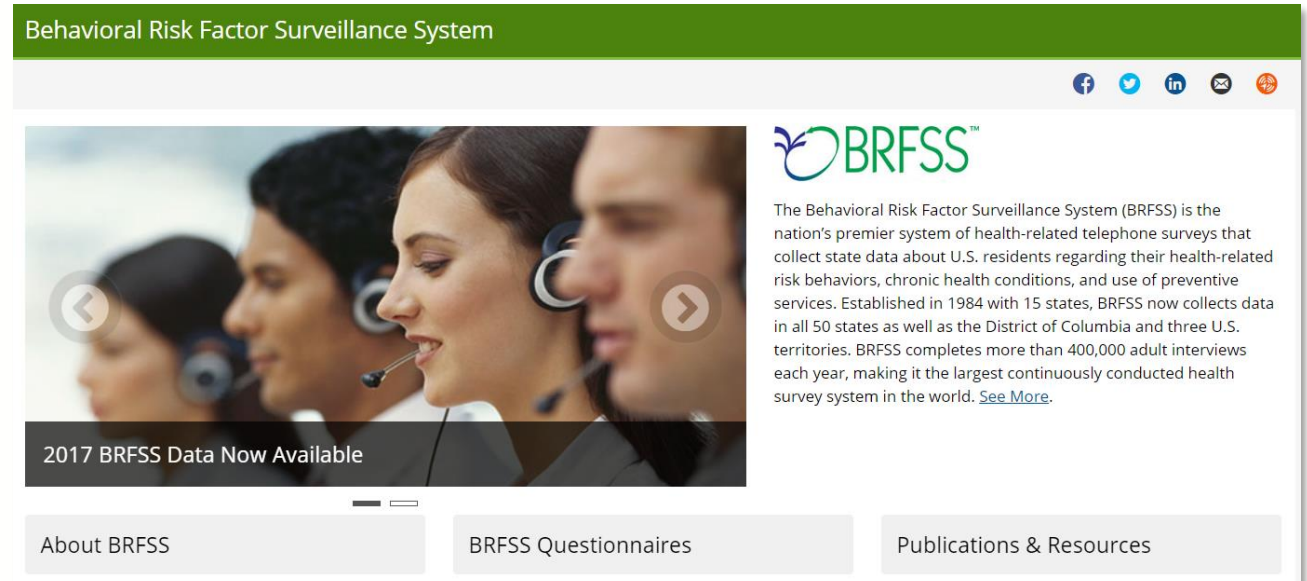 Behavioral Risk Factor Surveillance System
BRFSS™
The Behavioral Risk Factor Surveillance System (BRFSS) is the
nation's premier system of health-related telephone surveys that
collect state data about U.S. residents regarding their health-related
risk behaviors, chronic health conditions, and use of preventive
services. Established in 1984 with 15 states, BRFSS now collects data
in all 50 states as well as the District of Columbia and three U.S.
territories. BRFSS completes more than 400,000 adult interviews
each year, making it the largest continuously conducted health
survey system in the world. See More.
2017 BRFSS Data Now Available
About BRFSS
BRFSS Questionnaires
Publications & Resources